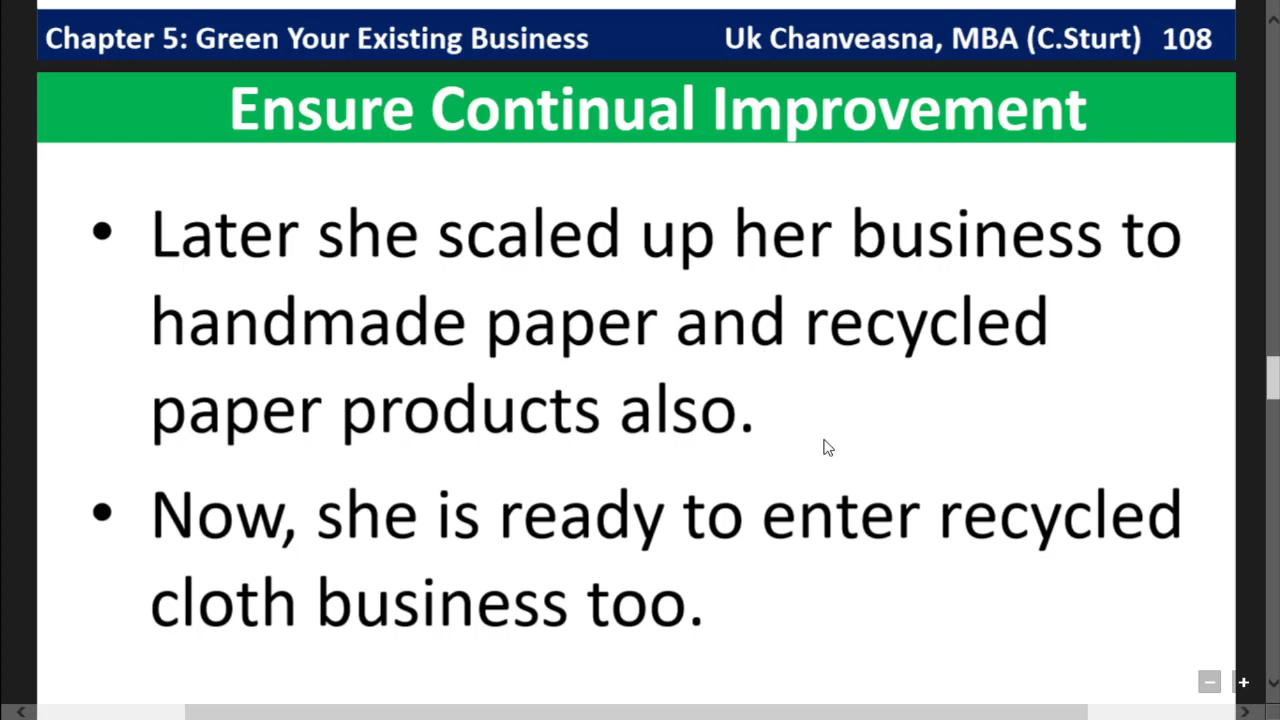 Chapter 5: Green Your Existing Business Uk Chanveasna, MBA (C.Sturt) 108
Ensure Continual Improvement
• Later she scaled up her business to
handmade paper and recycled
paper products also.
• Now, she is ready to enter recycled
cloth business too.